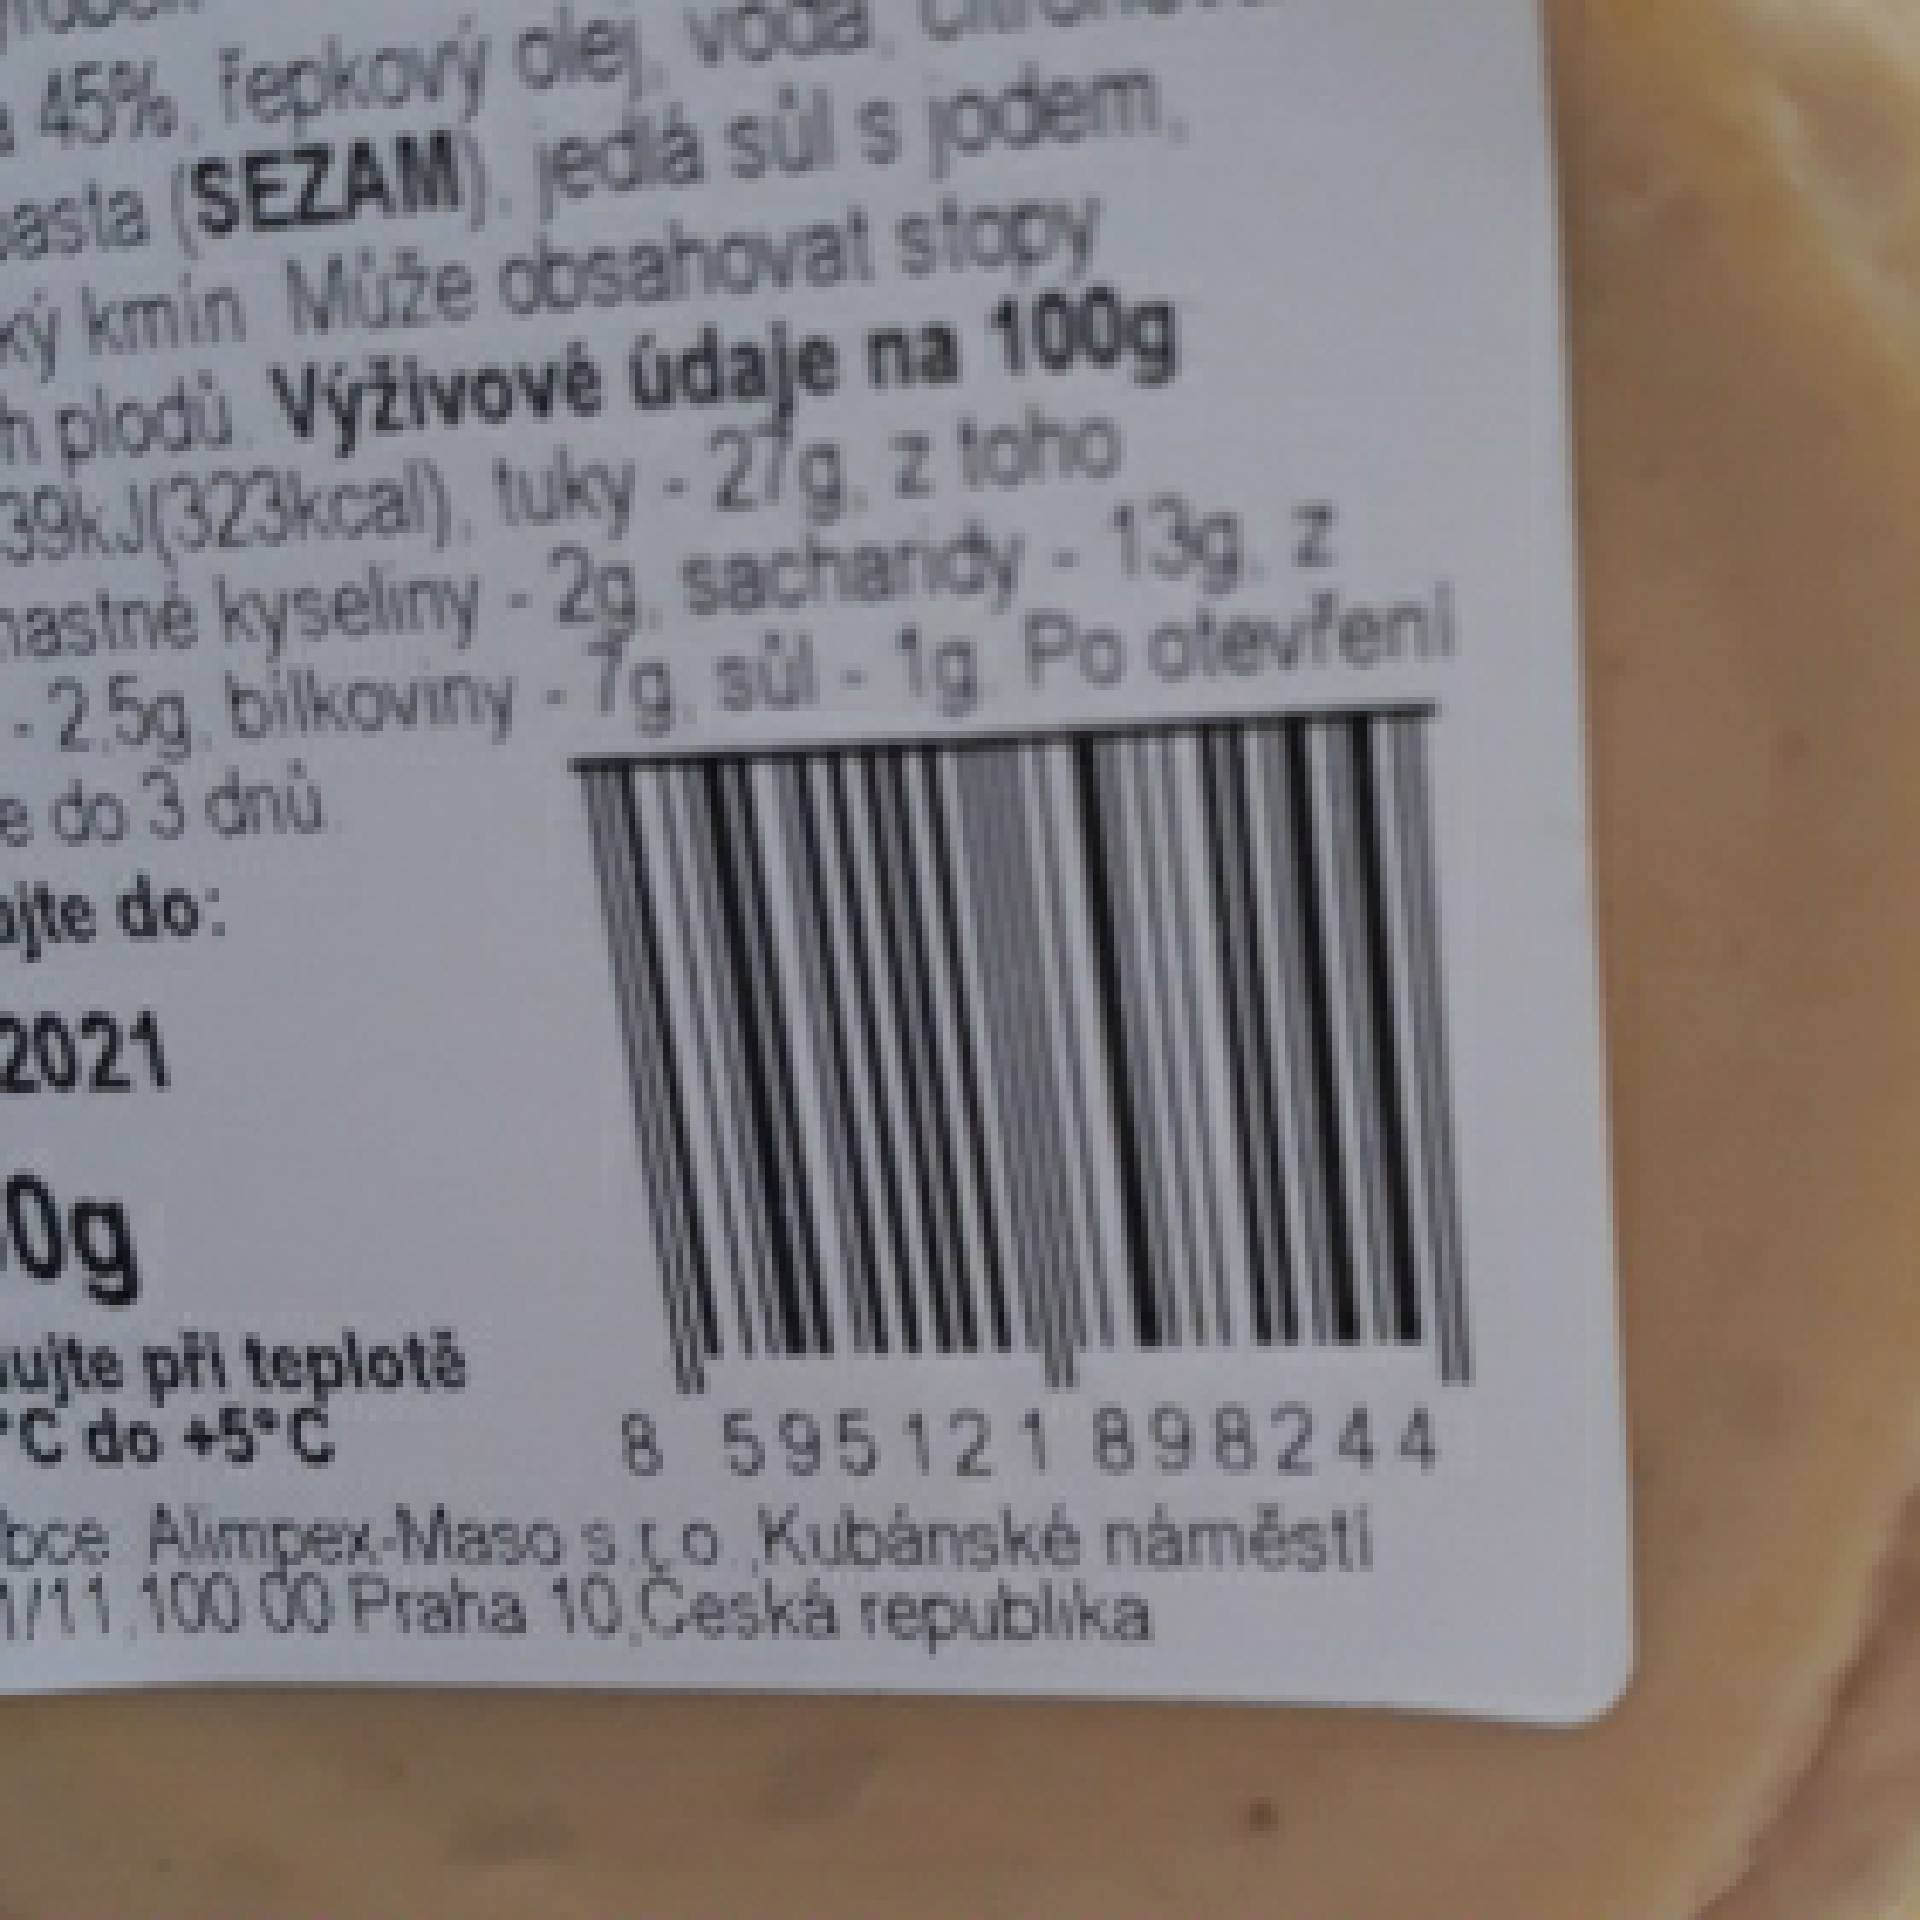 45%, řepkový olej, voda,
pasta (SEZAM), jedlá sůl s jodem,
ký kmín. Může obsahovat stopy
h plodů. Výživové údaje na 100g
39kJ(323kcal), tuky - 27g, z toho
mastné kyseliny - 2g, sacharidy - 13g, z
- 2,5g, bílkoviny - 7g, sůl - 1g. Po otevření
e do 3 dnů.
ajte do:
2021
0g
ujte při teplotě
°C do +5°C
8 595121 898244
bce: Alimpex-Maso s.r.o.,Kubánské náměstí
1/11,100 00 Praha 10,Česká republika